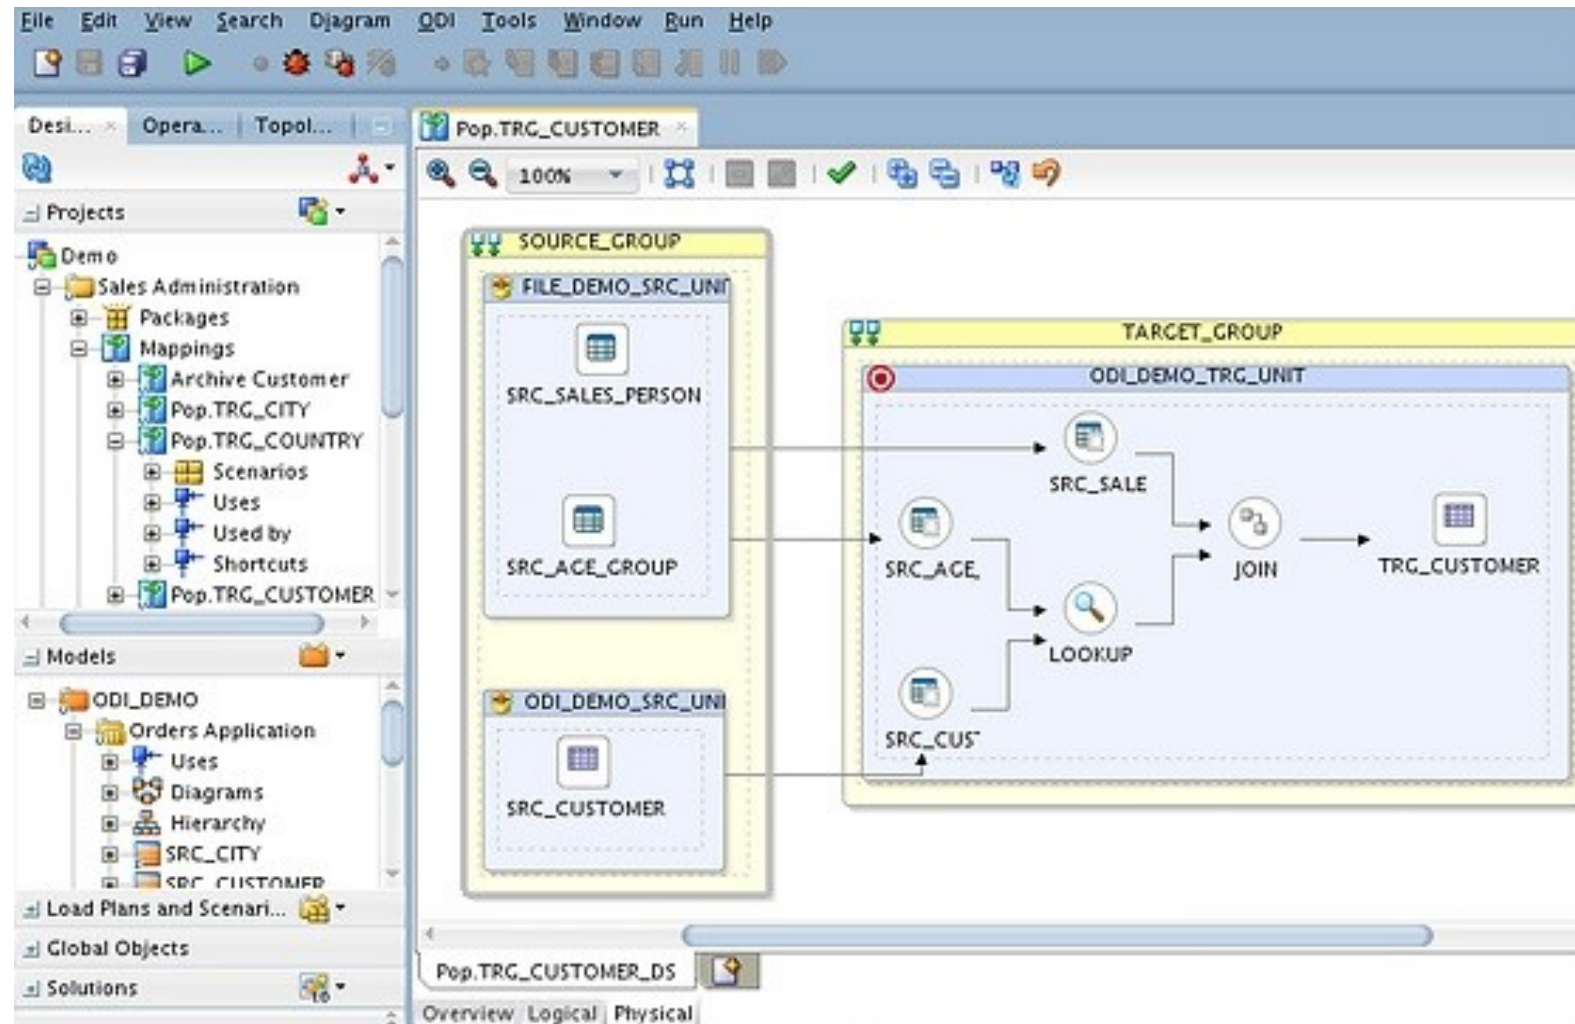 File Edit View Search Diagram ODI Tools Window Run Help
Desi... Opera... Topol...
Pop.TRG_CUSTOMER
100%
Projects
Demo
Sales Administration
Packages
Mappings
Archive Customer
Pop.TRG_CITY
Pop.TRG_COUNTRY
Scenarios
Uses
Used by
Shortcuts
Pop.TRG_CUSTOMER
Models
ODI_DEMO
Orders Application
Uses
Diagrams
Hierarchy
SRC_CITY
SRC_CUSTOMER
Load Plans and Scenari...
Global Objects
Solutions
SOURCE_GROUP
FILE_DEMO_SRC_UNI
SRC_SALES_PERSON
SRC_AGE_GROUP
ODI_DEMO_SRC_UNI
SRC_CUSTOMER
TARGET_GROUP
ODI_DEMO_TRG_UNIT
SRC_SALE
SRC_AGE_
JOIN
TRG_CUSTOMER
LOOKUP
SRC_CUS
Pop.TRG_CUSTOMER_DS
Overview Logical Physical